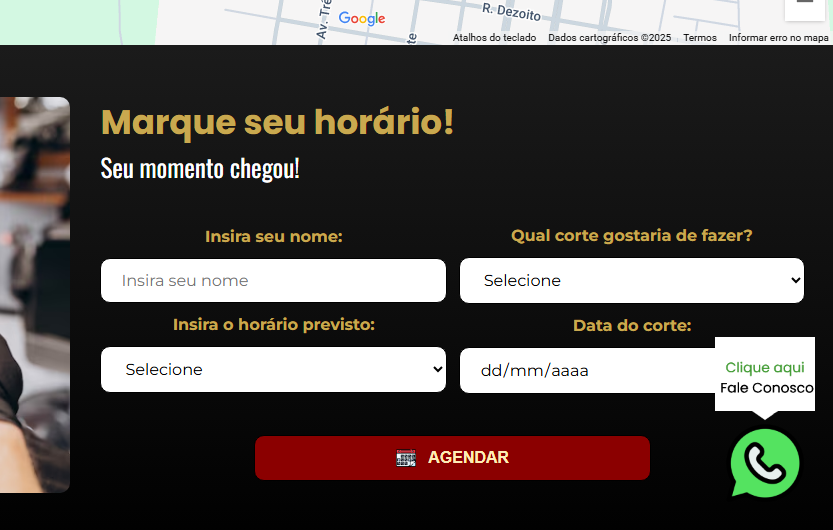 R. Dezoito
Google
Atalhos do teclado Dados cartográficos ©2025 Termos Informar erro no mapa
Marque seu horário!
Seu momento chegou!
Insira seu nome:
Qual corte gostaria de fazer?
Insira seu nome
Selecione
Insira o horário previsto:
Data do corte:
Selecione
dd/mm/aaaa
Clique aqui
Fale Conosco
AGENDAR